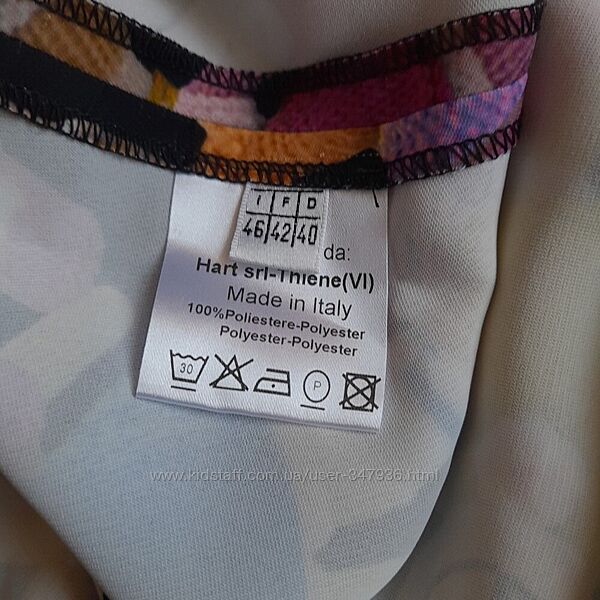 I F D
46 42 40
da:
Hart srl-Thiene(VI)
Made in Italy
100%Poliestere-Polyester
Polyester-Polyester
30
P
www.kidstaff.com.ua/user-347336.html